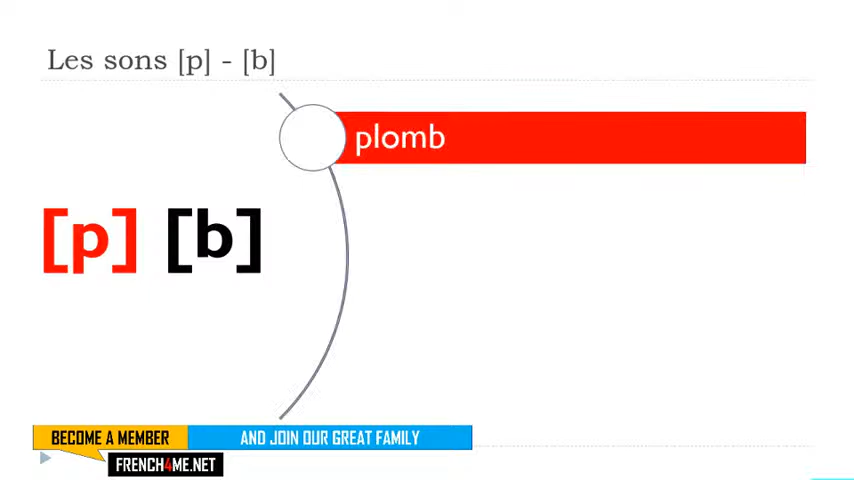 Les sons [p] - [b]
plomb
[p] [b]
BECOME A MEMBER
AND JOIN OUR GREAT FAMILY
FRENCH4ME.NET